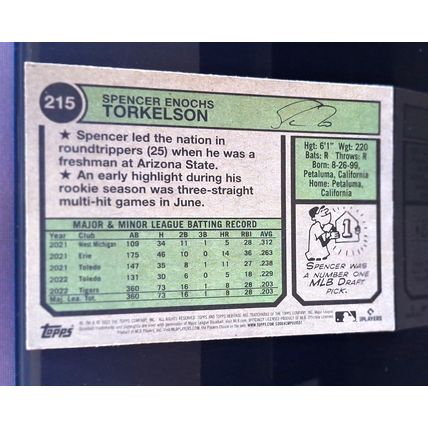 215
SPENCER ENOCHS
TORKELSON
★ Spencer led the nation in
roundtrippers (25) when he was a
freshman at Arizona State.
★ An early highlight during his
rookie season was three-straight
multi-hit games in June.
Hgt: 6'1" Wgt: 220
Bats: R Throws: R
Born: 8-26-99,
Petaluma, California
Home: Petaluma,
California
MAJOR & MINOR LEAGUE BATTING RECORD
Year Club AB H 2B 3B HR RBI AVG
2021 West Michigan 109 34 11 1 5 28 .312
2021 Erie 175 46 10 0 14 36 .263
2021 Toledo 147 35 8 1 11 27 .238
2022 Toledo 131 30 6 0 5 18 .229
2022 Tigers 360 73 16 1 8 28 .203
Maj. Lea. Tot. 360 73 16 1 8 28 .203
1
SPENCER WAS
A NUMBER ONE
MLB DRAFT
PICK.
TOPPS
PLAYERS